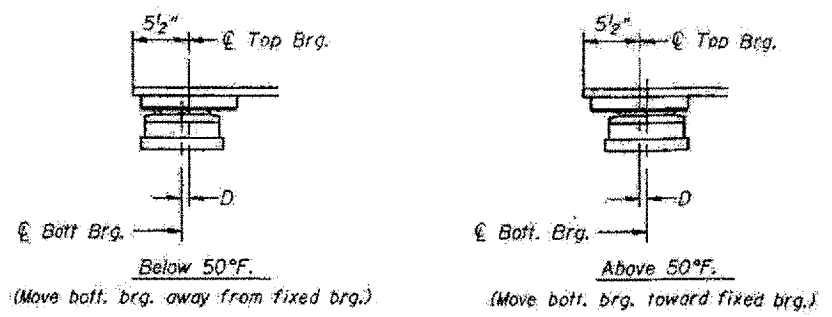 5½" ℄ Top Brg.
D
℄ Bott Brg.
Below 50°F.
(Move bott. brg. away from fixed brg.)
5½" ℄ Top Brg.
D
℄ Bott. Brg.
Above 50°F.
(Move bott. brg. toward fixed brg.)